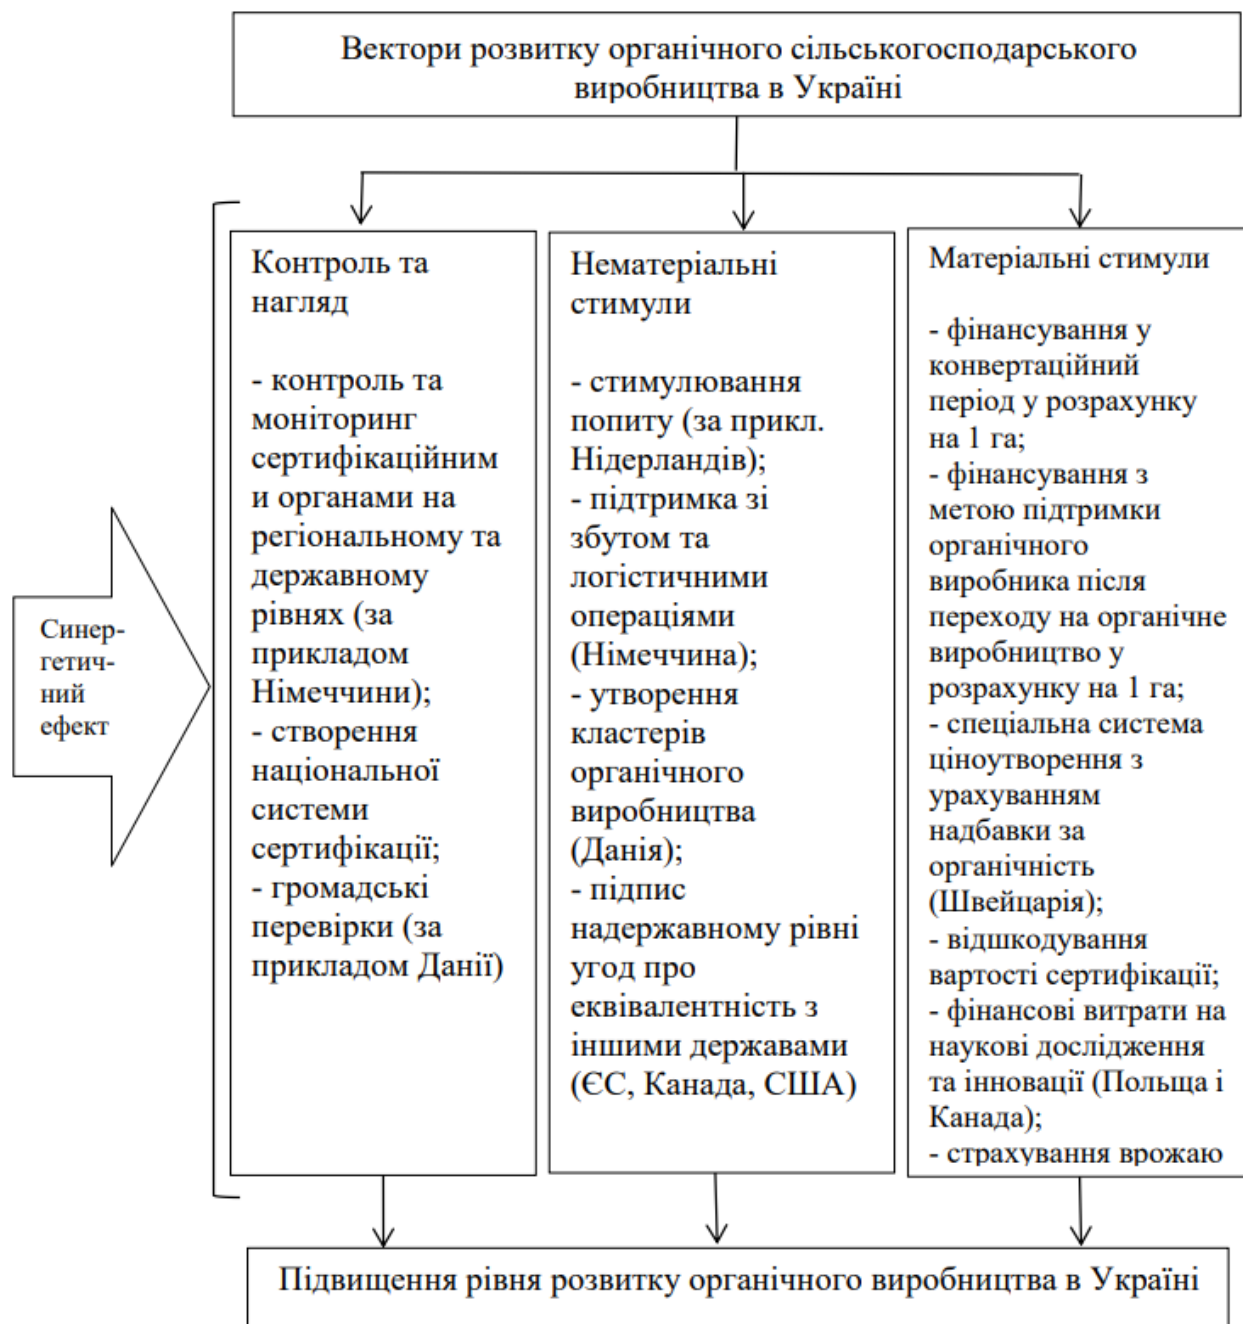 Вектори розвитку органічного сільськогосподарського
виробництва в Україні
Синер-
гетич-
ний
ефект
Контроль та
нагляд
- контроль та
моніторинг
сертифікаційним
и органами на
регіональному та
державному
рівнях (за
прикладом
Німеччини);
- створення
національної
системи
сертифікації;
- громадські
перевірки (за
прикладом Данії)
Нематеріальні
стимули
- стимулювання
попиту (за прикл.
Нідерландів);
- підтримка зі
збутом та
логістичними
операціями
(Німеччина);
- утворення
кластерів
органічного
виробництва
(Данія);
- підпис
надержавному рівні
угод про
еквівалентність з
іншими державами
(ЄС, Канада, США)
Матеріальні стимули
- фінансування у
конвертаційний
період у розрахунку
на 1 га;
- фінансування з
метою підтримки
органічного
виробника після
переходу на органічне
виробництво у
розрахунку на 1 га;
- спеціальна система
ціноутворення з
урахуванням
надбавки за
органічність
(Швейцарія);
- відшкодування
вартості сертифікації;
- фінансові витрати на
наукові дослідження
та інновації (Польща і
Канада);
- страхування врожаю
Підвищення рівня розвитку органічного виробництва в Україні